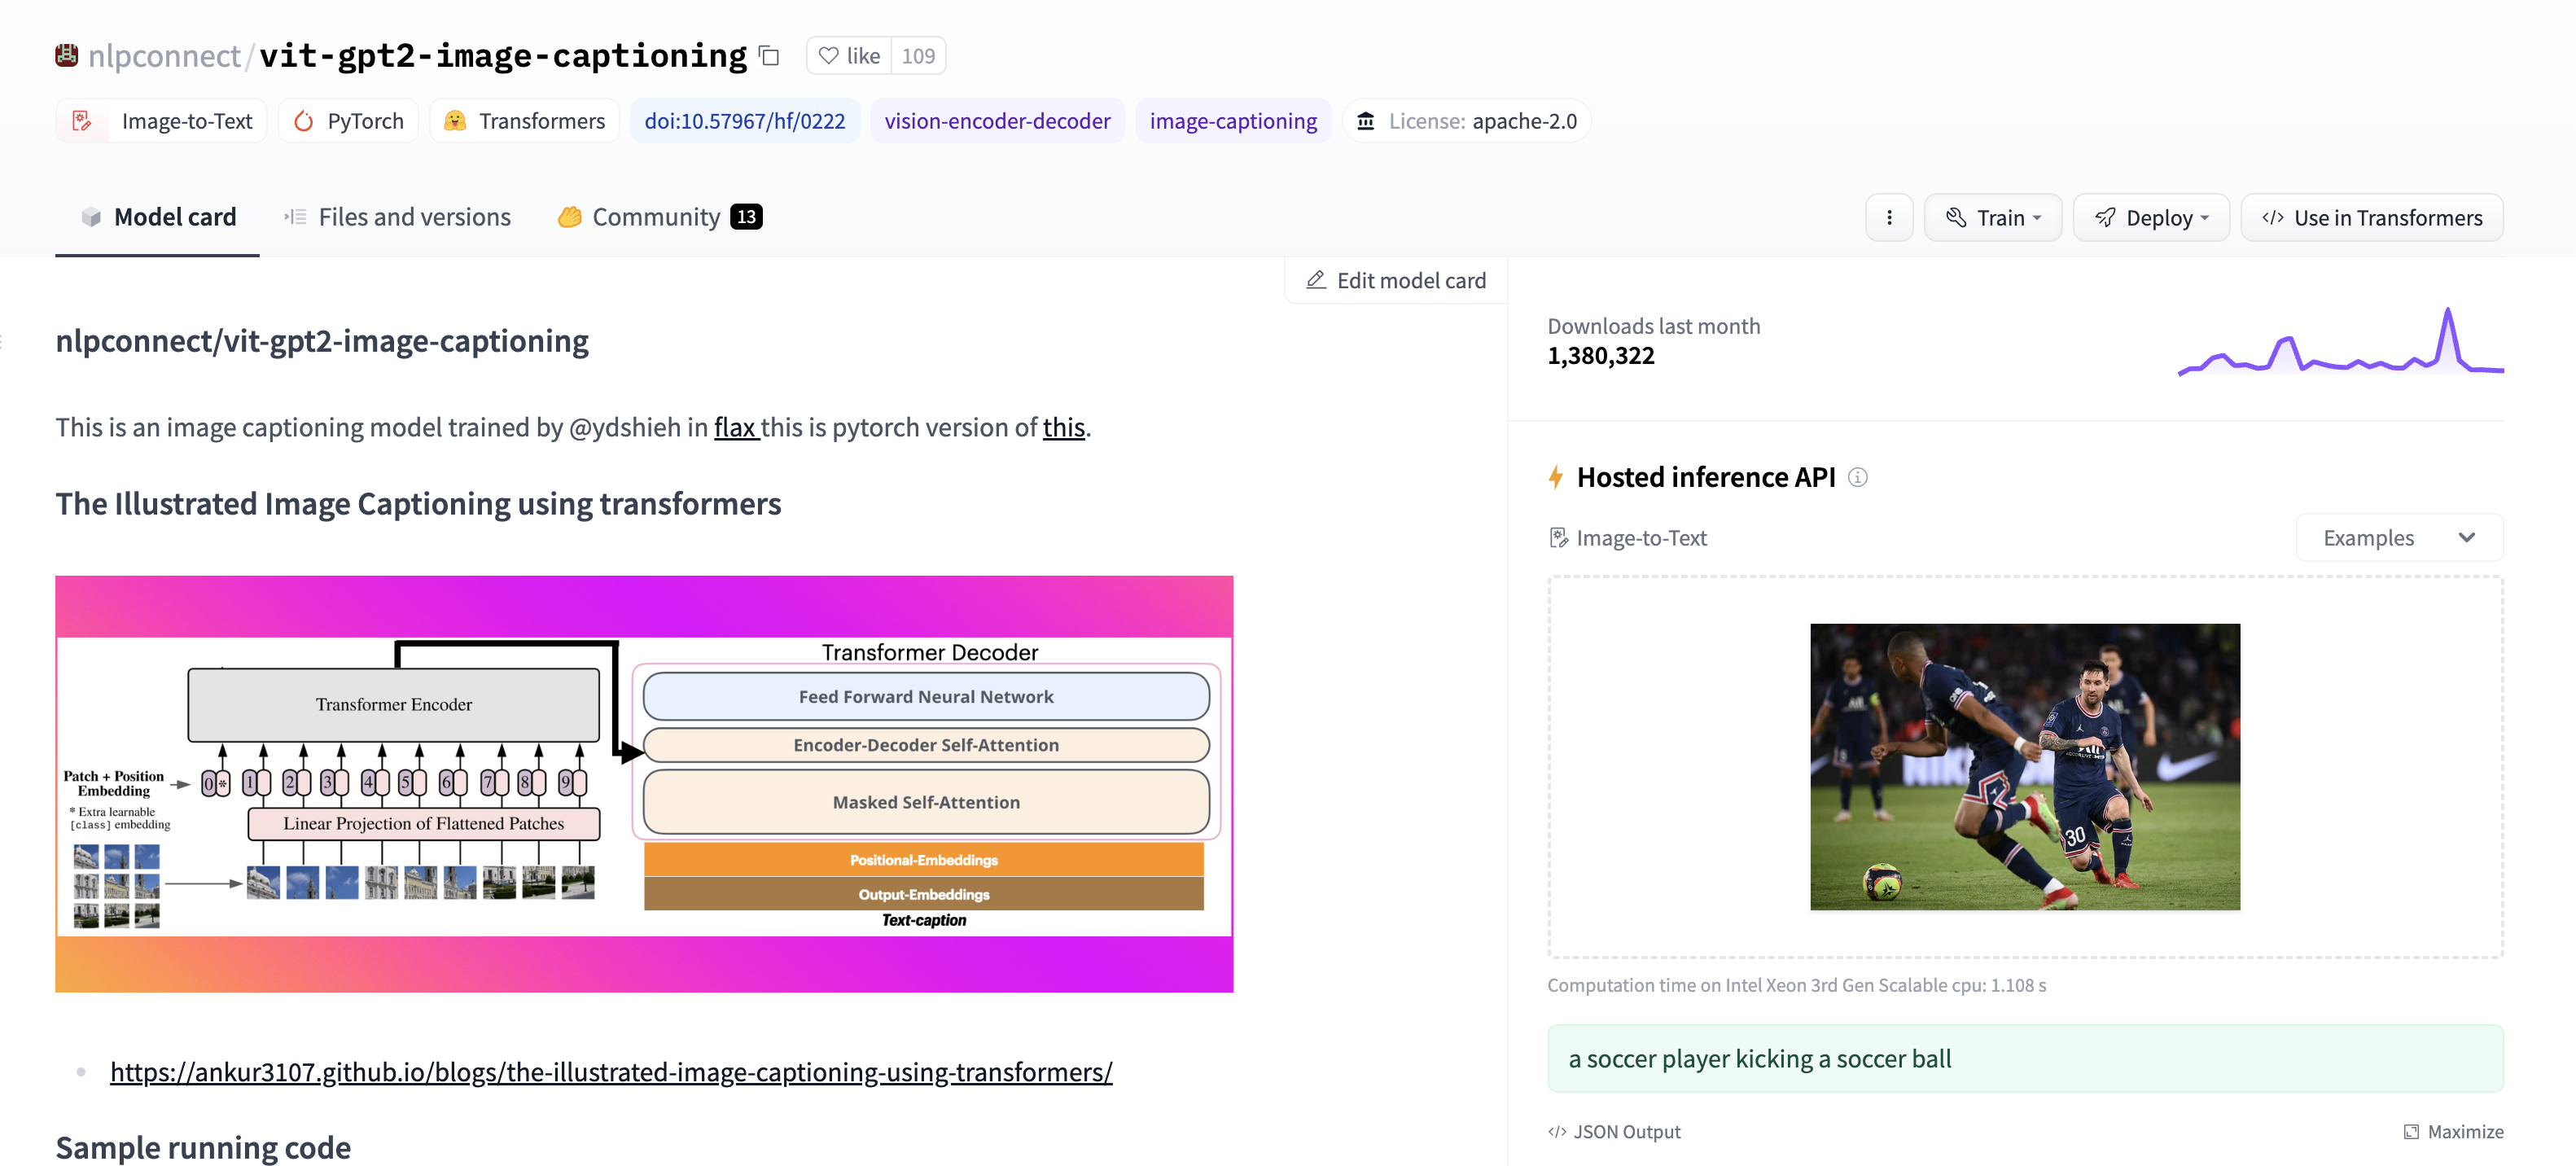 nlpconnect/vit-gpt2-image-captioning like 109
Image-to-Text PyTorch Transformers doi:10.57967/hf/0222 vision-encoder-decoder image-captioning License: apache-2.0
Model card Files and versions Community 13 Train Deploy </> Use in Transformers
Edit model card
nlpconnect/vit-gpt2-image-captioning
This is an image captioning model trained by @ydshieh in flax this is pytorch version of this.
The Illustrated Image Captioning using transformers
Transformer Encoder
Patch + Position
Embedding
0 * 1 2 3 4 5 6 7 8 9
* Extra learnable
[class] embedding
Linear Projection of Flattened Patches
Transformer Decoder
Feed Forward Neural Network
Encoder-Decoder Self-Attention
Masked Self-Attention
Positional-Embeddings
Output-Embeddings
Text-caption
https://ankur3107.github.io/blogs/the-illustrated-image-captioning-using-transformers/
Sample running code
Downloads last month
1,380,322
Hosted inference API
Image-to-Text Examples
30
Computation time on Intel Xeon 3rd Gen Scalable cpu: 1.108 s
a soccer player kicking a soccer ball
</> JSON Output Maximize